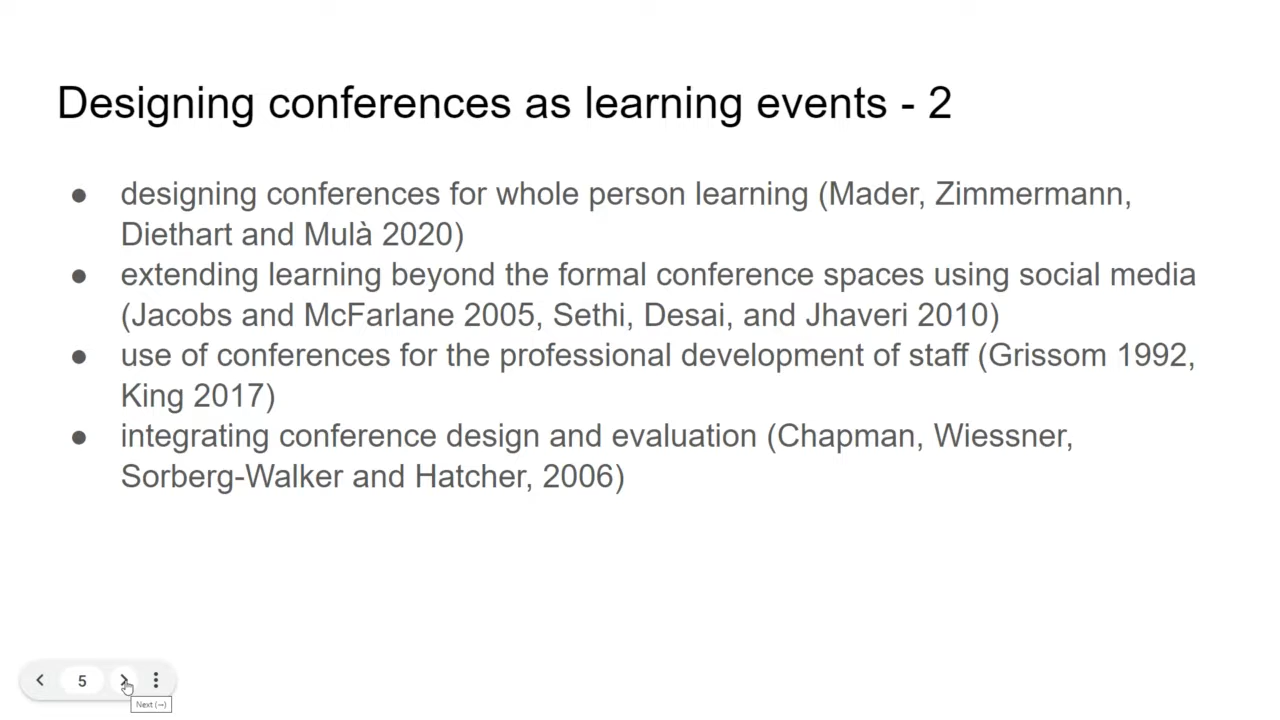 Designing conferences as learning events - 2
● designing conferences for whole person learning (Mader, Zimmermann,
Diethart and Mulà 2020)
● extending learning beyond the formal conference spaces using social media
(Jacobs and McFarlane 2005, Sethi, Desai, and Jhaveri 2010)
● use of conferences for the professional development of staff (Grissom 1992,
King 2017)
● integrating conference design and evaluation (Chapman, Wiessner,
Sorberg-Walker and Hatcher, 2006)
5
Next (→)